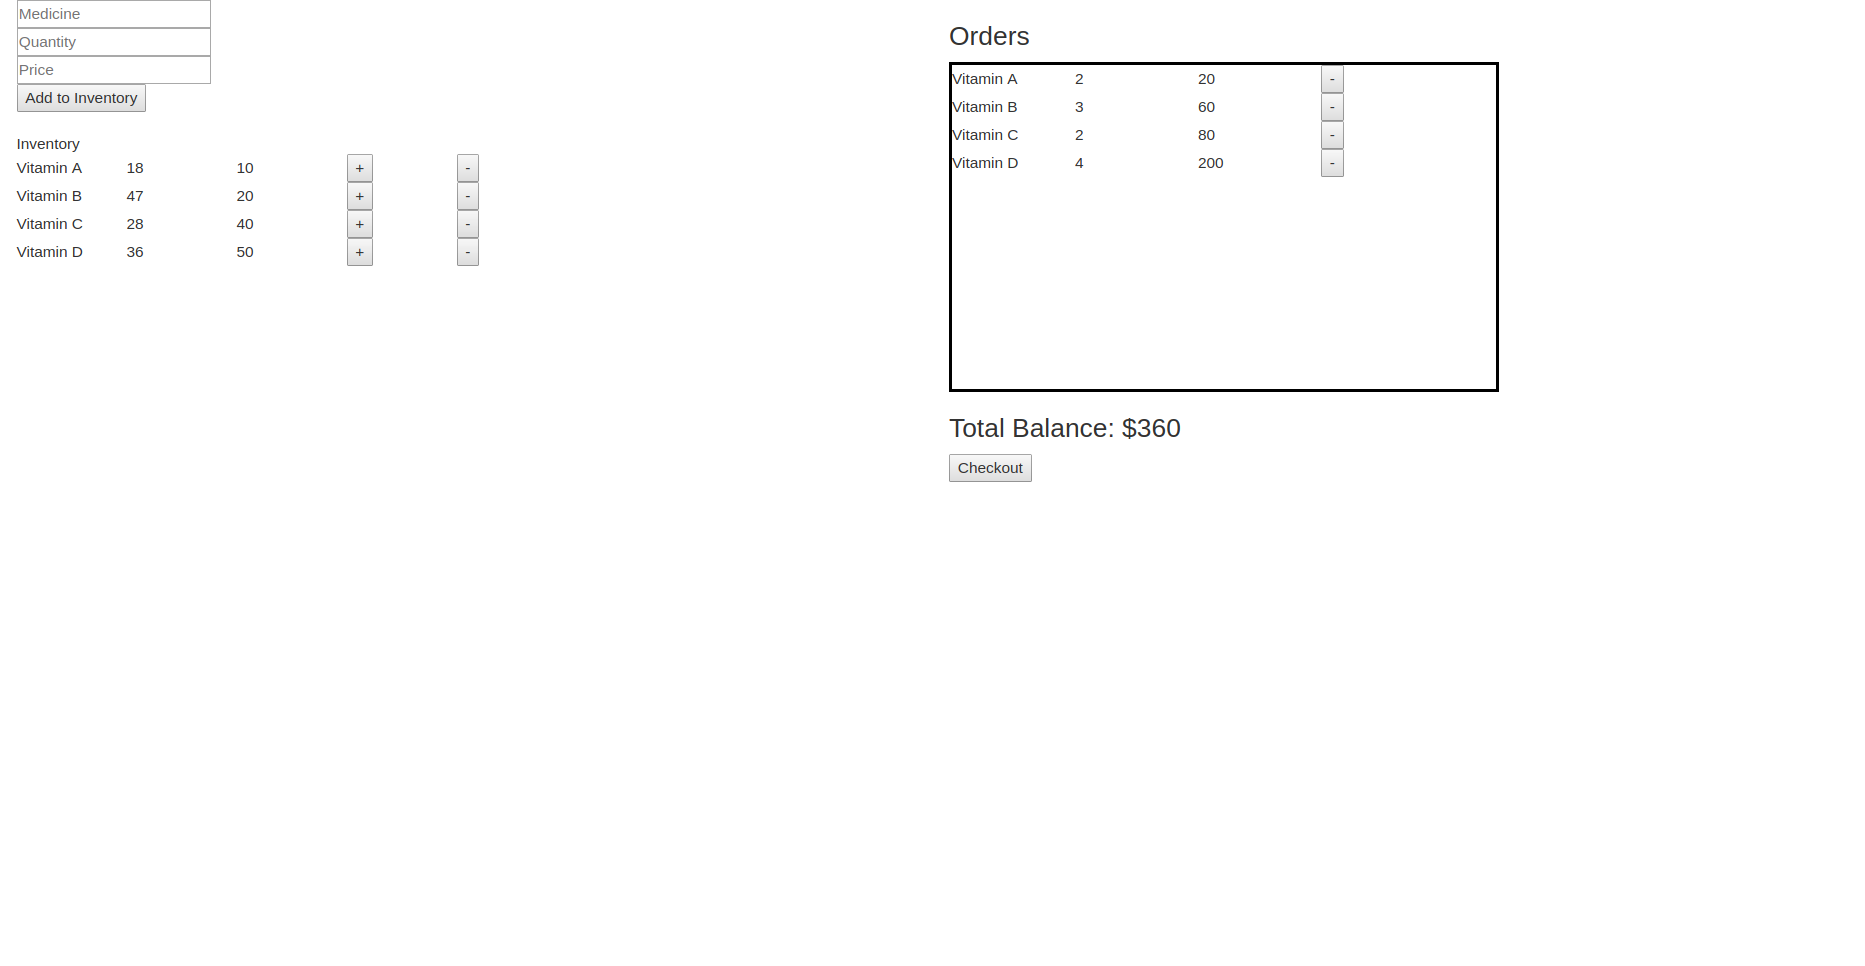 Medicine
Quantity
Price
Add to Inventory
Inventory
Vitamin A 18 10 + -
Vitamin B 47 20 + -
Vitamin C 28 40 + -
Vitamin D 36 50 + -
Orders
Vitamin A 2 20 -
Vitamin B 3 60 -
Vitamin C 2 80 -
Vitamin D 4 200 -
Total Balance: $360
Checkout